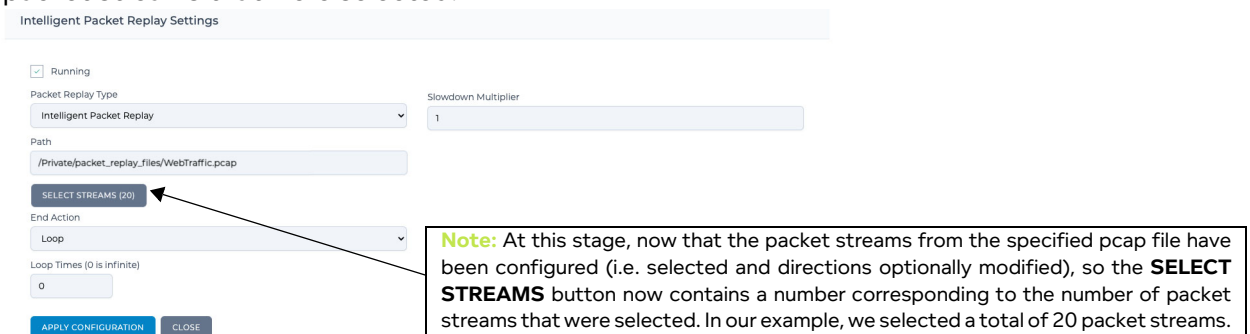 Intelligent Packet Replay Settings
Running
Packet Replay Type
Intelligent Packet Replay
Slowdown Multiplier
1
Path
/Private/packet_replay_files/WebTraffic.pcap
SELECT STREAMS (20)
End Action
Loop
Loop Times (0 is infinite)
0
APPLY CONFIGURATION CLOSE
Note: At this stage, now that the packet streams from the specified pcap file have
been configured (i.e. selected and directions optionally modified), so the SELECT
STREAMS button now contains a number corresponding to the number of packet
streams that were selected. In our example, we selected a total of 20 packet streams.